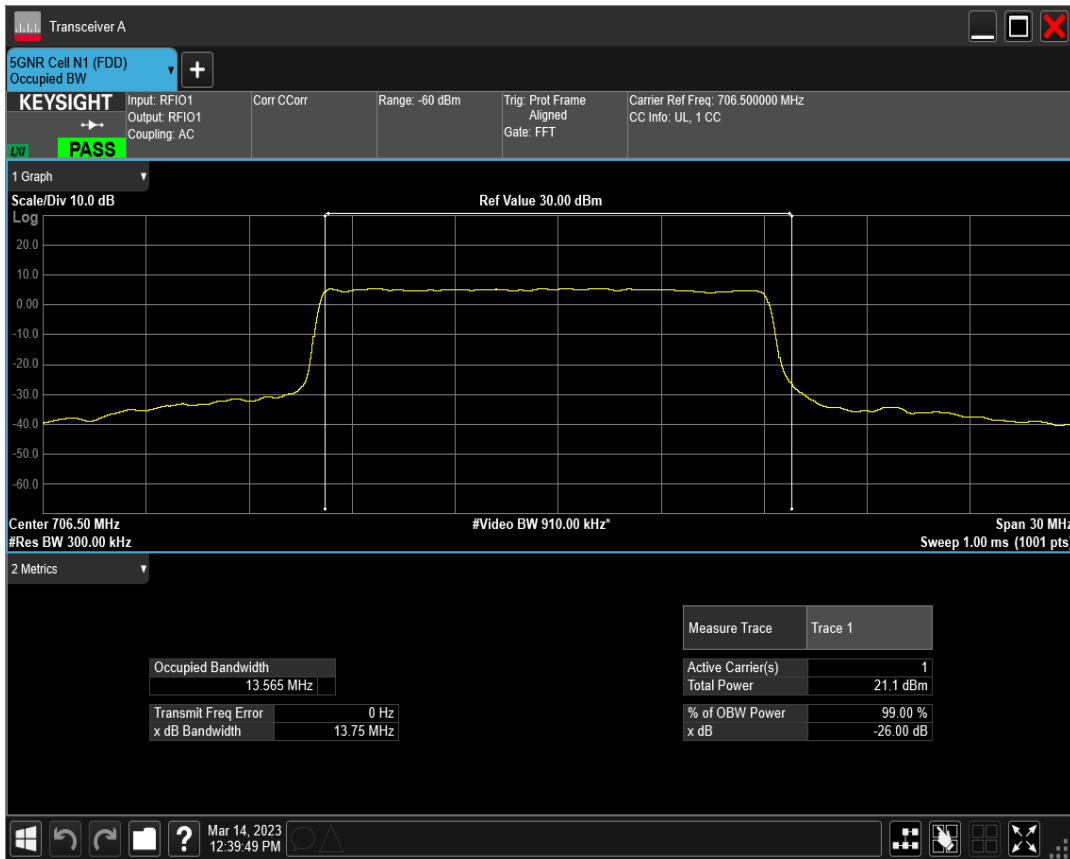 Transceiver A
5GNR Cell N1 (FDD)
Occupied BW
+
KEYSIGHT
LXI
PASS
Input: RFIO1
Output: RFIO1
Coupling: AC
Corr CCorr
Range: -60 dBm
Trig: Prot Frame
Aligned
Gate: FFT
Carrier Ref Freq: 706.500000 MHz
CC Info: UL, 1 CC
1 Graph
Scale/Div 10.0 dB
Ref Value 30.00 dBm
Log
20.0
10.0
0.00
-10.0
-20.0
-30.0
-40.0
-50.0
-60.0
Center 706.50 MHz
#Video BW 910.00 kHz*
Span 30 MHz
#Res BW 300.00 kHz
Sweep 1.00 ms (1001 pts)
2 Metrics
Measure Trace Trace 1
Occupied Bandwidth
13.565 MHz
Transmit Freq Error 0 Hz
x dB Bandwidth 13.75 MHz
Active Carrier(s) 1
Total Power 21.1 dBm
% of OBW Power 99.00 %
x dB -26.00 dB
?
Mar 14, 2023
12:39:49 PM